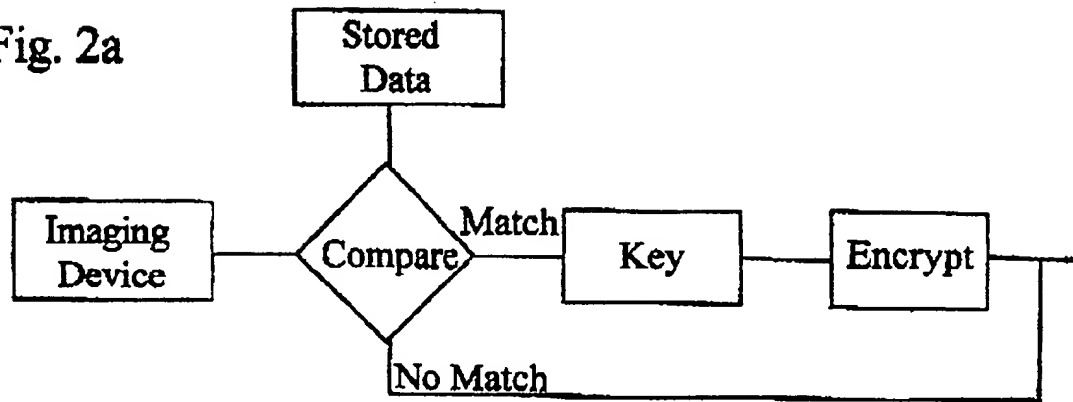 Fig. 2a
Stored
Data
Imaging
Device
Compare
Match
Key
Encrypt
No Match